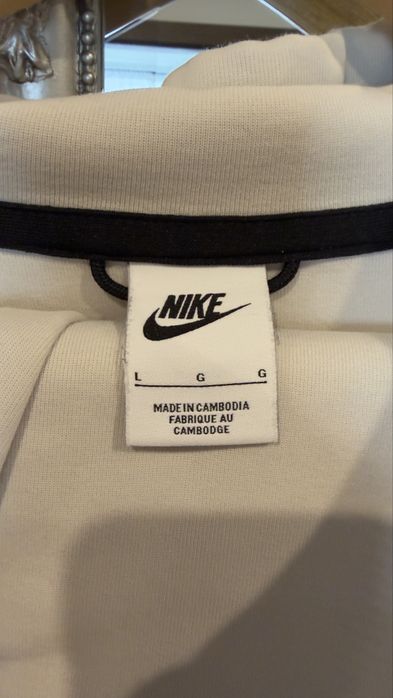 NIKE
L G G
MADE IN CAMBODIA
FABRIQUE AU
CAMBODGE